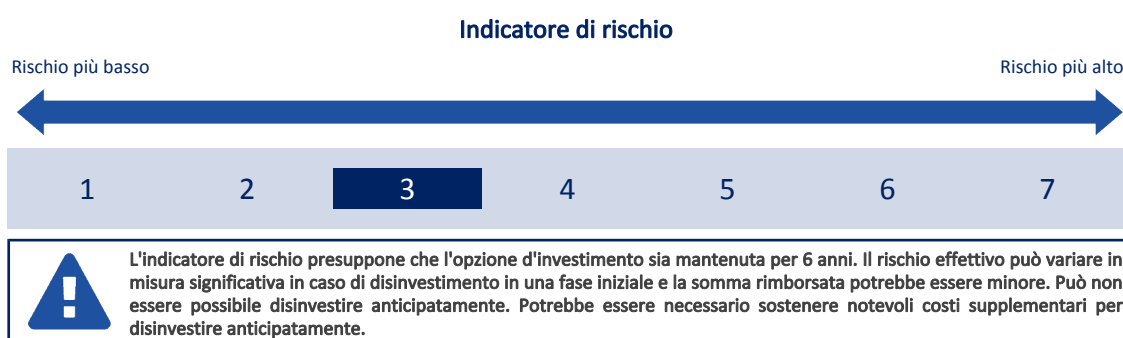 Indicatore di rischio
Rischio più basso
Rischio più alto
1 2 3 4 5 6 7
L'indicatore di rischio presuppone che l'opzione d'investimento sia mantenuta per 6 anni. Il rischio effettivo può variare in
misura significativa in caso di disinvestimento in una fase iniziale e la somma rimborsata potrebbe essere minore. Può non
essere possibile disinvestire anticipatamente. Potrebbe essere necessario sostenere notevoli costi supplementari per
disinvestire anticipatamente.